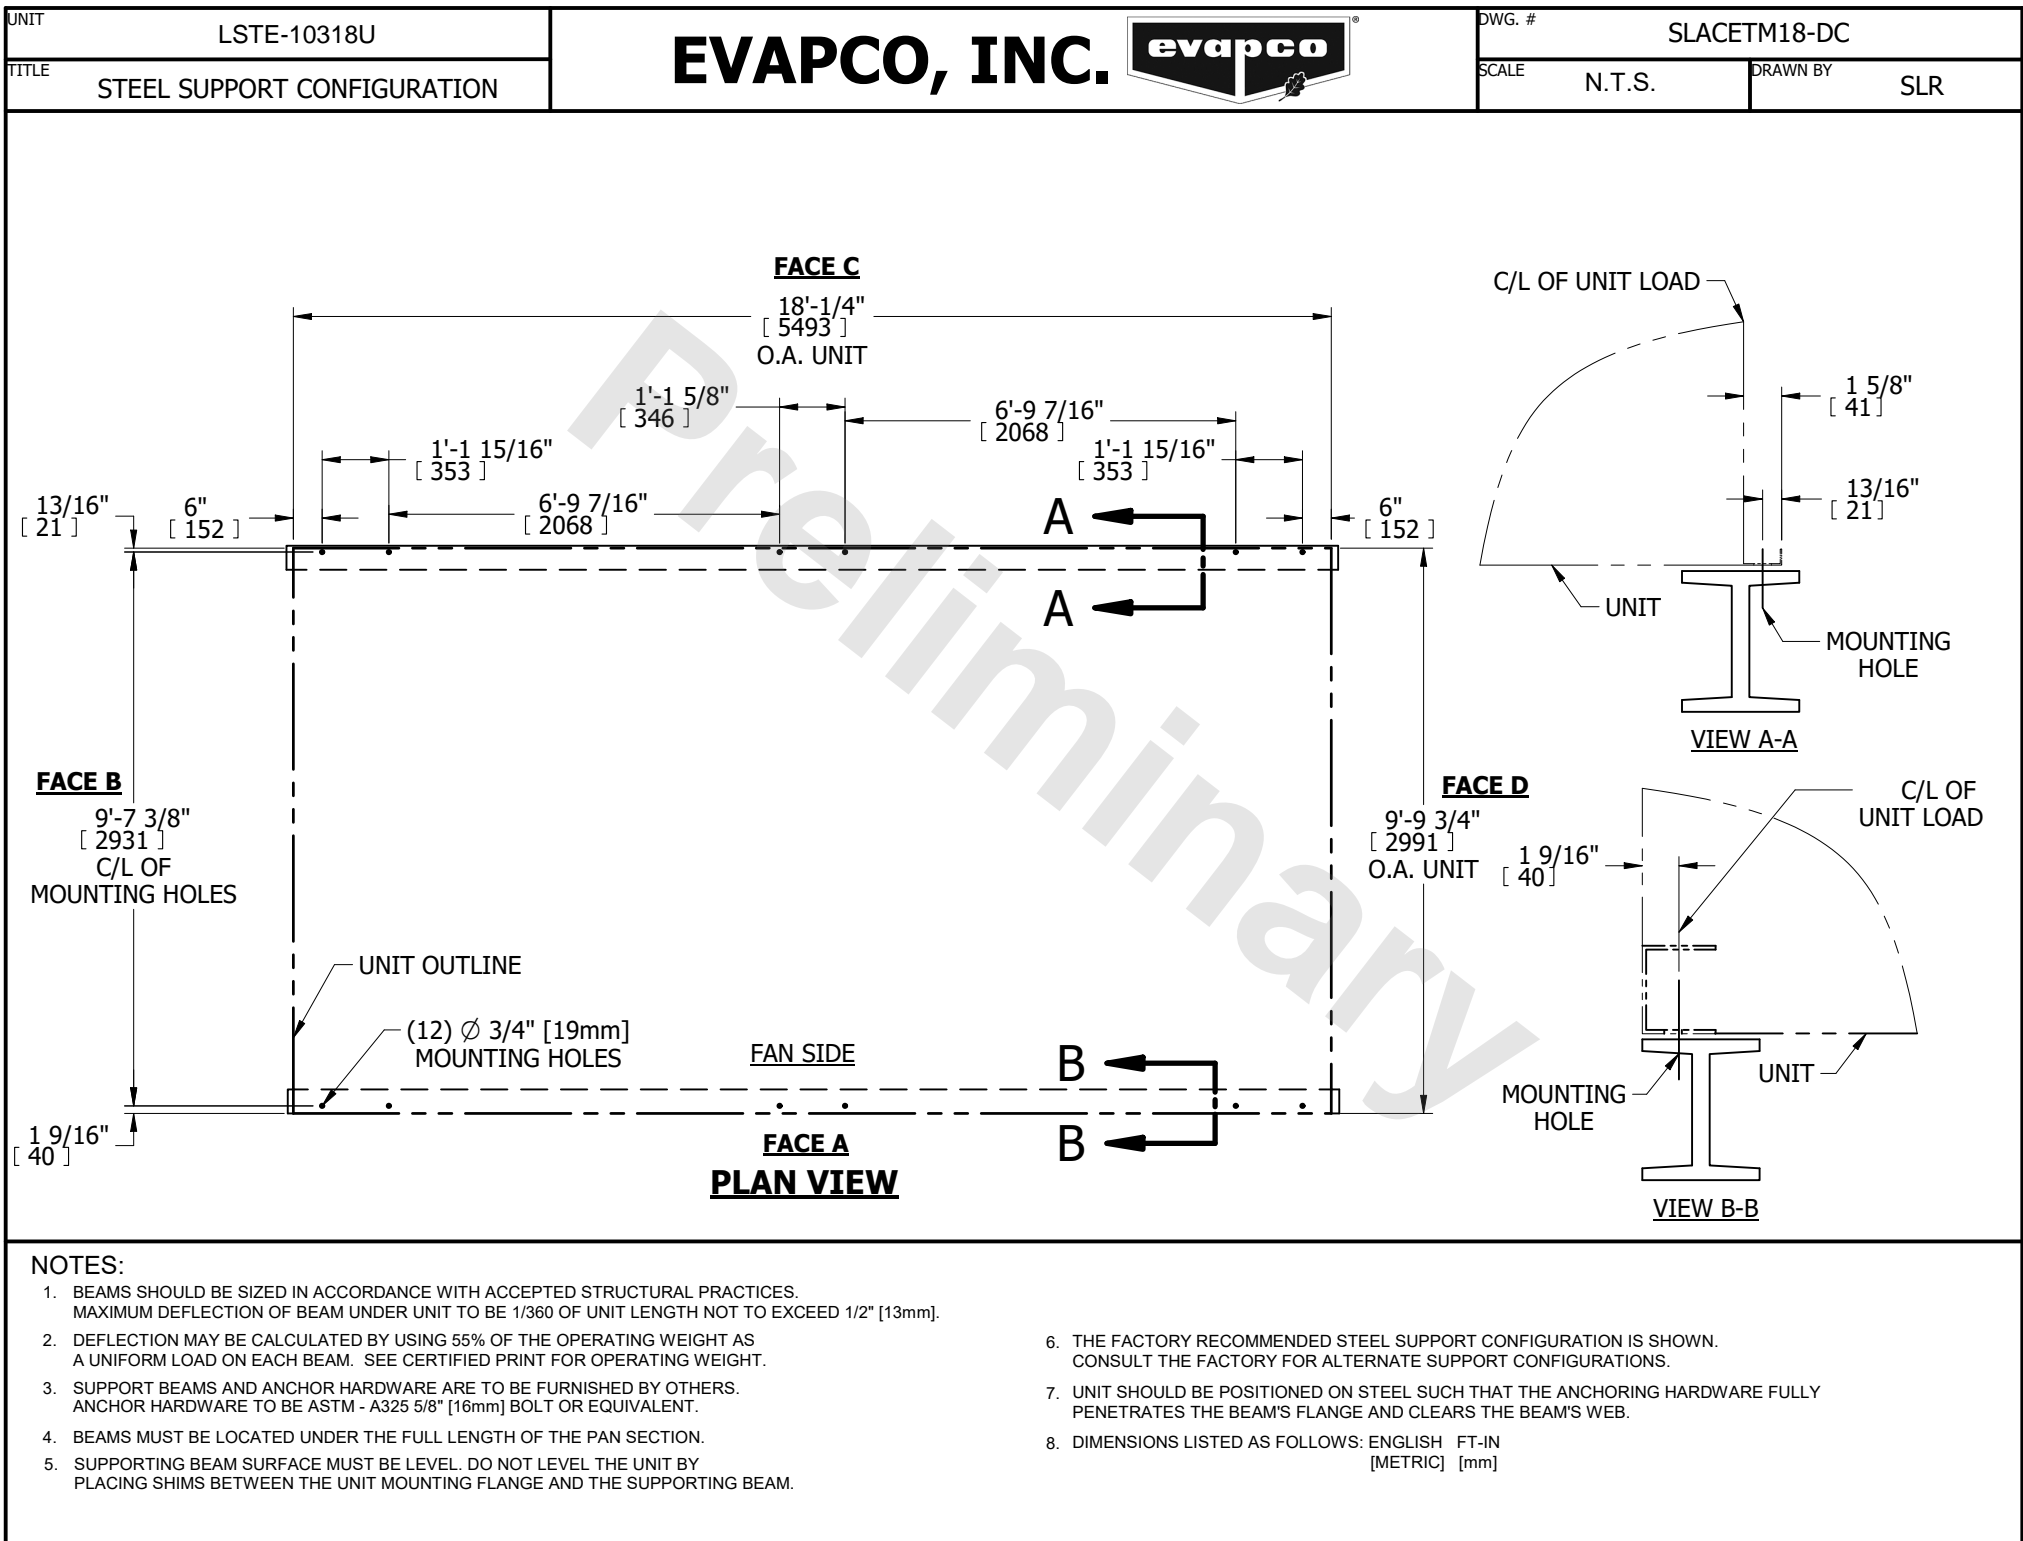 UNIT
LSTE-10318U
TITLE
STEEL SUPPORT CONFIGURATION
EVAPCO, INC.
evapco
®
DWG. #
SLACETM18-DC
SCALE
N.T.S.
DRAWN BY
SLR
Preliminary
FACE C
18'-1/4"
[ 5493 ]
O.A. UNIT
1'-1 5/8"
[ 346 ]
6'-9 7/16"
[ 2068 ]
1'-1 15/16"
[ 353 ]
1'-1 15/16"
[ 353 ]
13/16"
[ 21 ]
6"
[ 152 ]
6'-9 7/16"
[ 2068 ]
6"
[ 152 ]
A
A
FACE B
9'-7 3/8"
[ 2931 ]
C/L OF
MOUNTING HOLES
FACE D
9'-9 3/4"
[ 2991 ]
O.A. UNIT
UNIT OUTLINE
(12) Ø 3/4" [19mm]
MOUNTING HOLES
FAN SIDE
B
B
1 9/16"
[ 40 ]
FACE A
PLAN VIEW
C/L OF UNIT LOAD
1 5/8"
[ 41 ]
13/16"
[ 21 ]
UNIT
MOUNTING
HOLE
VIEW A-A
C/L OF
UNIT LOAD
1 9/16"
[ 40 ]
UNIT
MOUNTING
HOLE
VIEW B-B
NOTES:
1. BEAMS SHOULD BE SIZED IN ACCORDANCE WITH ACCEPTED STRUCTURAL PRACTICES.
MAXIMUM DEFLECTION OF BEAM UNDER UNIT TO BE 1/360 OF UNIT LENGTH NOT TO EXCEED 1/2" [13mm].
2. DEFLECTION MAY BE CALCULATED BY USING 55% OF THE OPERATING WEIGHT AS
A UNIFORM LOAD ON EACH BEAM. SEE CERTIFIED PRINT FOR OPERATING WEIGHT.
3. SUPPORT BEAMS AND ANCHOR HARDWARE ARE TO BE FURNISHED BY OTHERS.
ANCHOR HARDWARE TO BE ASTM - A325 5/8" [16mm] BOLT OR EQUIVALENT.
4. BEAMS MUST BE LOCATED UNDER THE FULL LENGTH OF THE PAN SECTION.
5. SUPPORTING BEAM SURFACE MUST BE LEVEL. DO NOT LEVEL THE UNIT BY
PLACING SHIMS BETWEEN THE UNIT MOUNTING FLANGE AND THE SUPPORTING BEAM.
6. THE FACTORY RECOMMENDED STEEL SUPPORT CONFIGURATION IS SHOWN.
CONSULT THE FACTORY FOR ALTERNATE SUPPORT CONFIGURATIONS.
7. UNIT SHOULD BE POSITIONED ON STEEL SUCH THAT THE ANCHORING HARDWARE FULLY
PENETRATES THE BEAM'S FLANGE AND CLEARS THE BEAM'S WEB.
8. DIMENSIONS LISTED AS FOLLOWS: ENGLISH FT-IN
[METRIC] [mm]